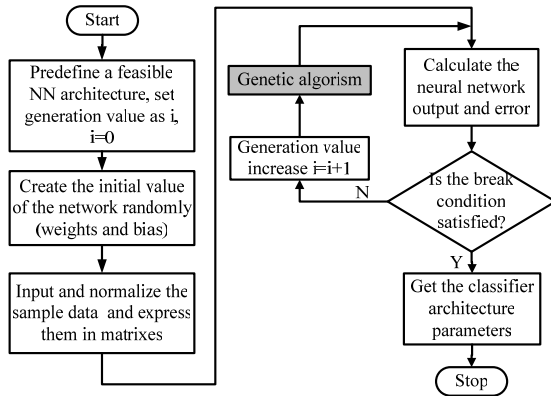 Start
Predefine a feasible
NN architecture, set
generation value as i,
i=0
Create the initial value
of the network randomly
(weights and bias)
Input and normalize the
sample data and express
them in matrixes
Genetic algorism
Generation value
increase i=i+1
N
Calculate the
neural network
output and error
Is the break
condition
satisfied?
Y
Get the classifier
architecture
parameters
Stop